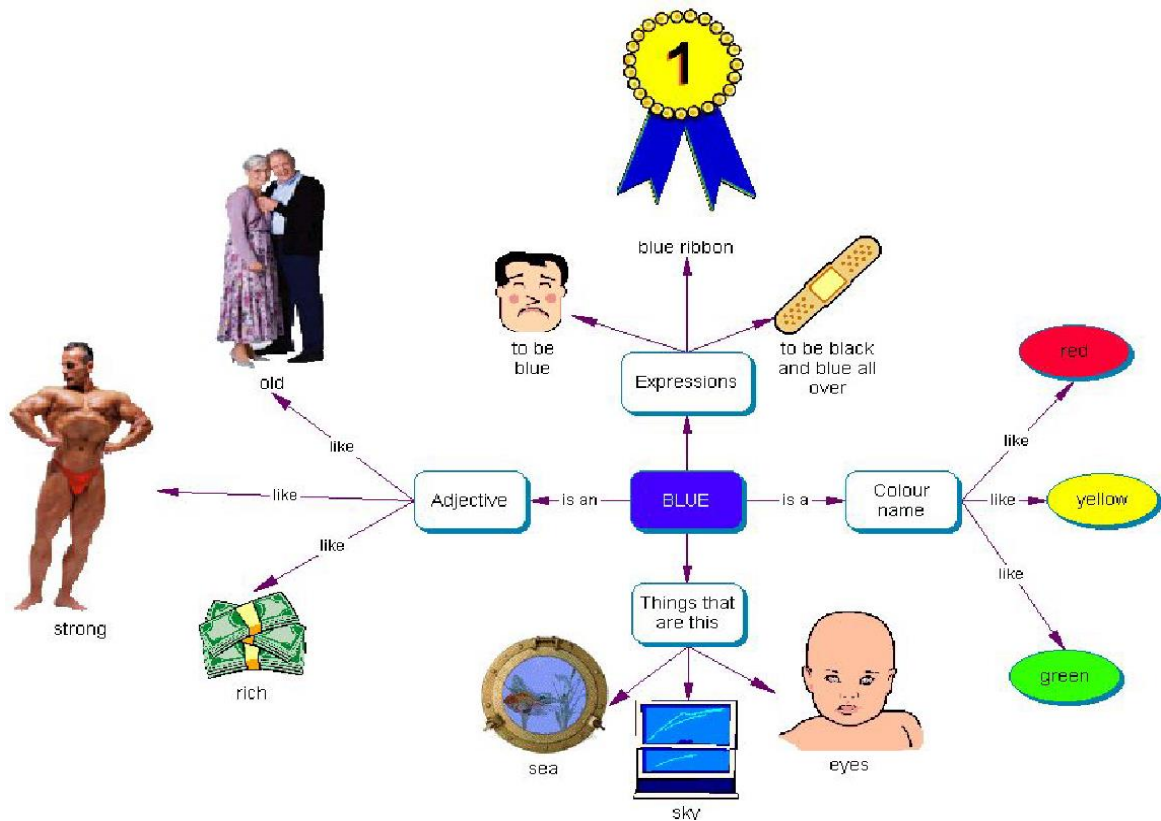 1
blue ribbon
to be
blue
to be black
and blue all
over
Expressions
old
red
like
like
like
like
Adjective
is an
BLUE
is a
Colour
name
like
yellow
like
like
green
strong
rich
Things that
are this
sea
sky
eyes